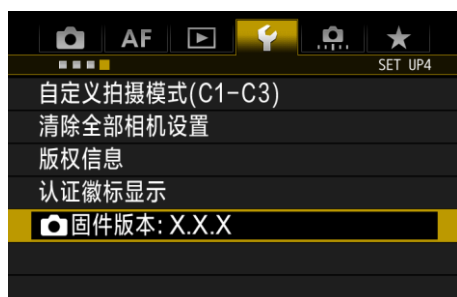 AF
SET UP4
自定义拍摄模式(C1-C3)
清除全部相机设置
版权信息
认证徽标显示
固件版本: X.X.X